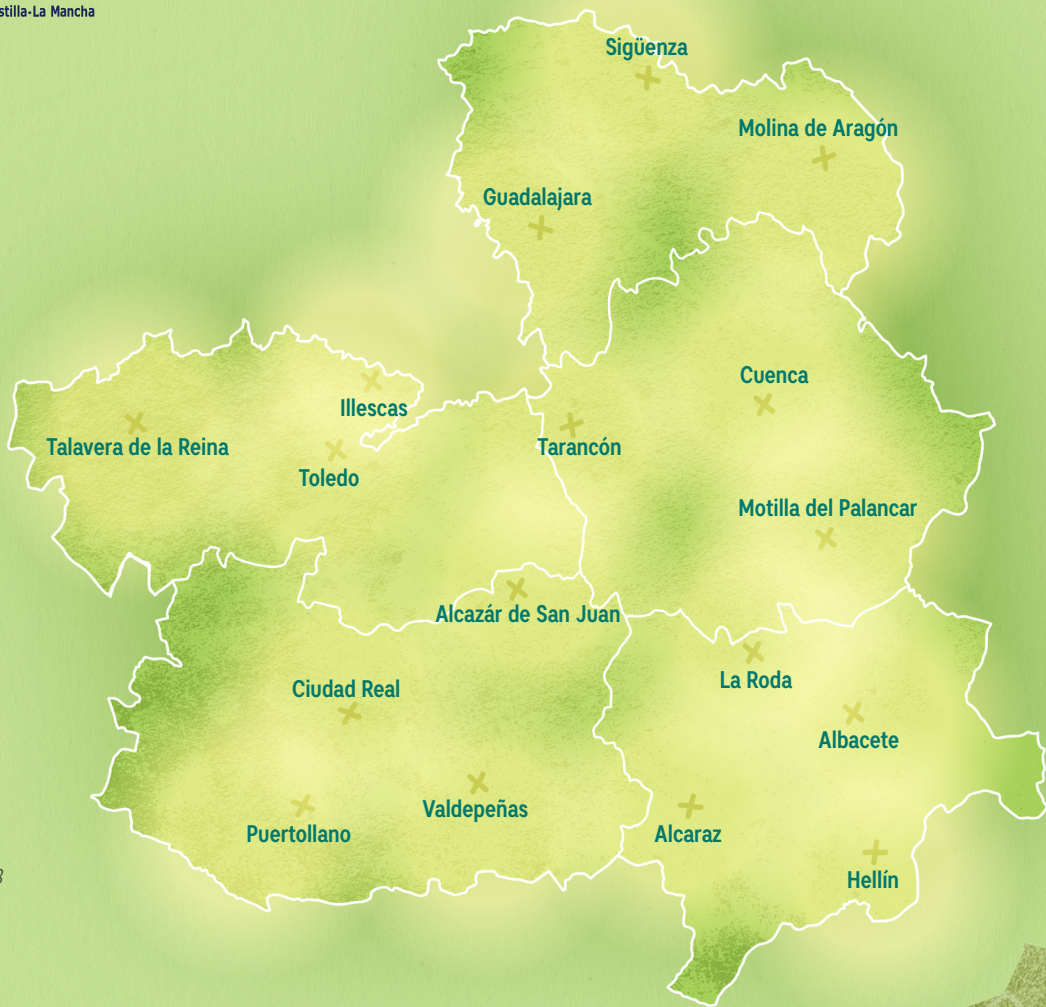 stilla-La Mancha
Sigüenza
Molina de Aragón
Guadalajara
Cuenca
Illescas
Talavera de la Reina
Tarancón
Toledo
Motilla del Palancar
Alcazár de San Juan
La Roda
Ciudad Real
Albacete
Valdepeñas
Puertollano
Alcaraz
Hellín